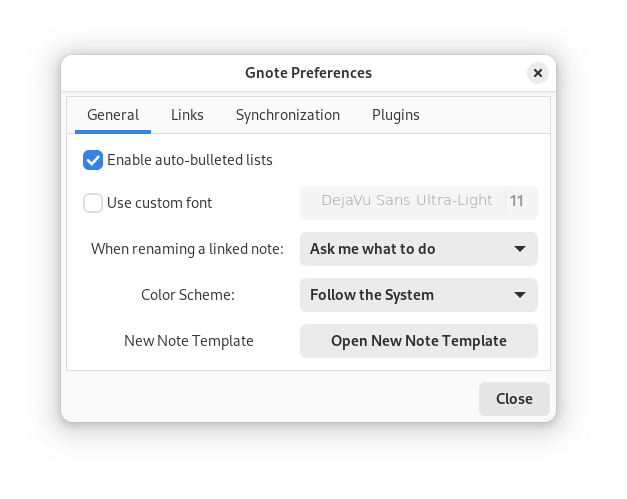 Gnote Preferences
General Links Synchronization Plugins
Enable auto-bulleted lists
Use custom font DejaVu Sans Ultra-Light 11
When renaming a linked note: Ask me what to do
Color Scheme: Follow the System
New Note Template Open New Note Template
Close